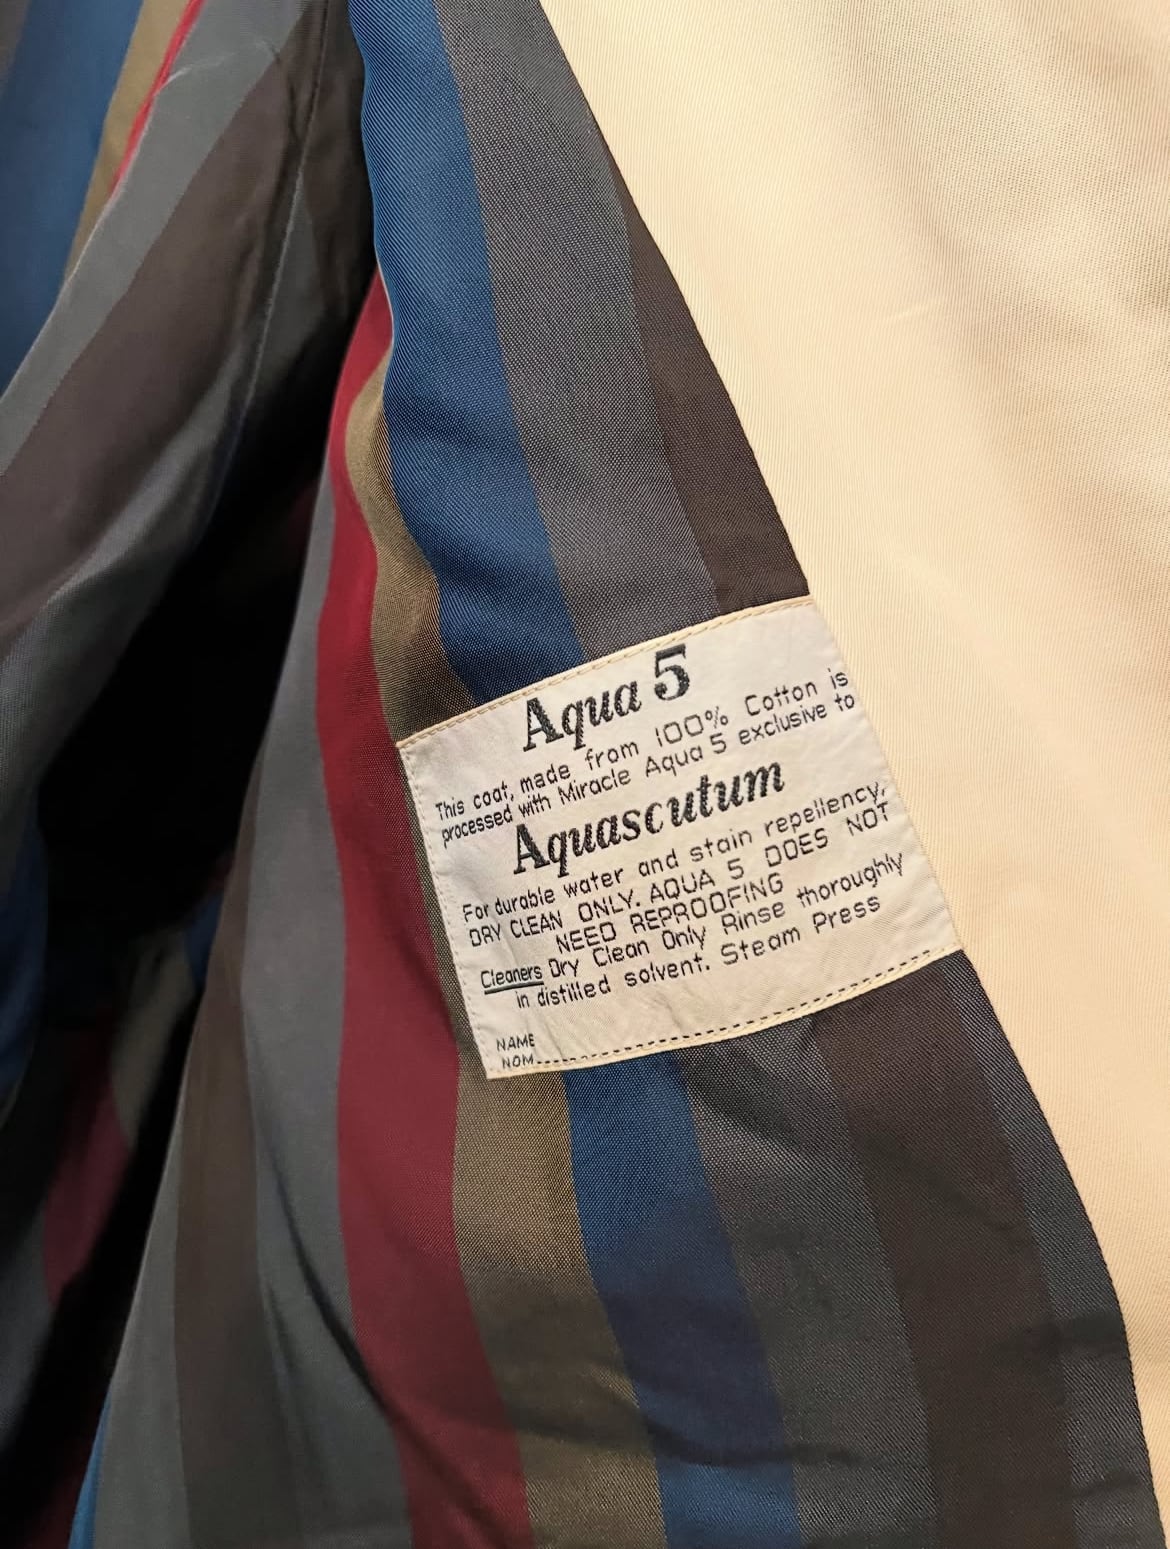 Aqua 5
This coat, made from 100% Cotton is
processed with Miracle Aqua 5 exclusive to
Aquascutum
For durable water and stain repellency.
DRY CLEAN ONLY. AQUA 5 DOES NOT
NEED REPROOFING
Cleaners Dry Clean Only Rinse thoroughly
in distilled solvent. Steam Press
NAME
NOM